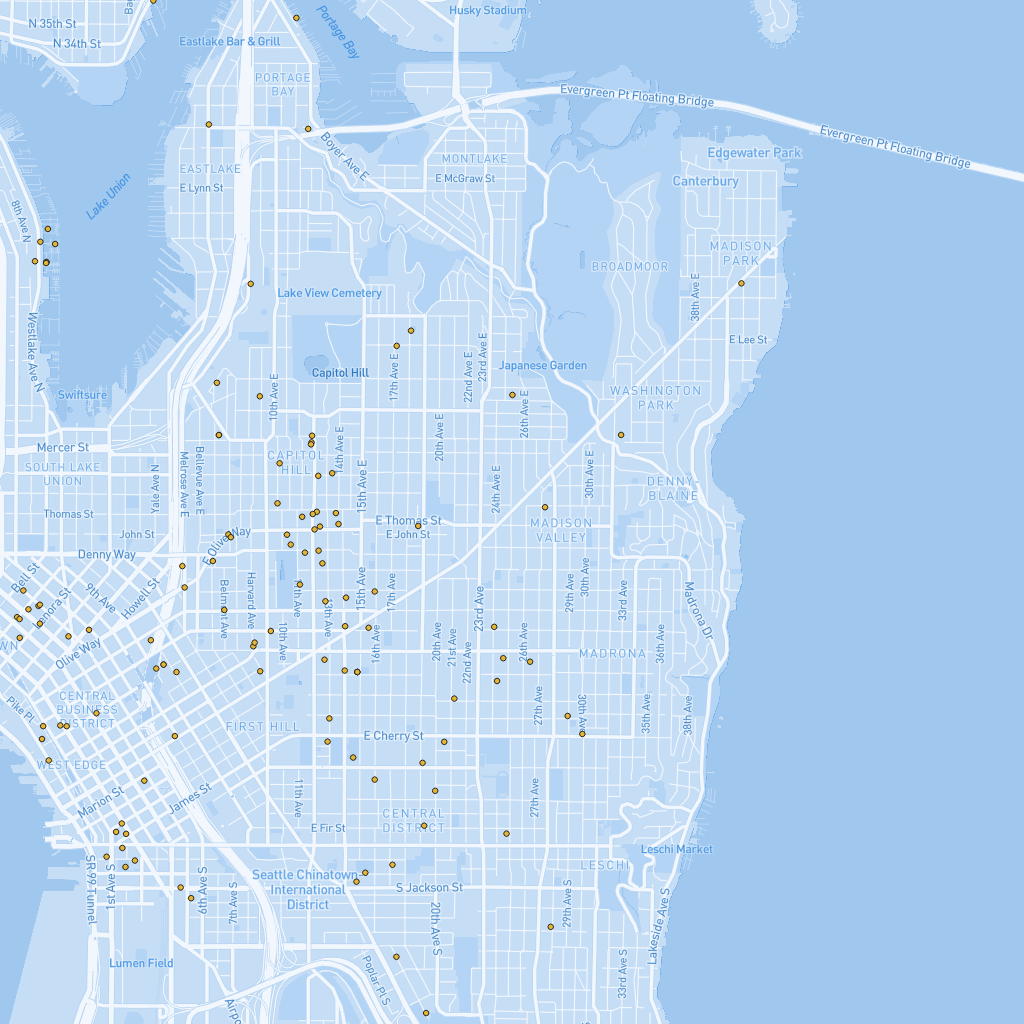 Husky Stadium
N 35th St
N 34th St
Portage Bay
Eastlake Bar & Grill
PORTAGE
BAY
Evergreen Pt Floating Bridge
Evergreen Pt Floating Bridge
Boyer Ave E
MONTLAKE
Edgewater Park
EASTLAKE
E McGraw St
Canterbury
E Lynn St
Lake Union
8th Ave N
MADISON
PARK
BROADMOOR
Lake View Cemetery
38th Ave E
Westlake Ave N
23rd Ave E
E Lee St
Japanese Garden
17th Ave E
22nd Ave E
Capitol Hill
10th Ave E
Swiftsure
WASHINGTON
PARK
26th Ave E
20th Ave E
14th Ave E
Mercer St
CAPITOL
HILL
SOUTH LAKE
UNION
Yale Ave N
Melrose Ave E
Bellevue Ave E
15th Ave E
24th Ave E
30th Ave E
DENNY-
BLAINE
Thomas St
E Thomas St
MADISON
VALLEY
John St
E Olive Way
E John St
Denny Way
Bell St
9th Ave
Howell St
Lenora St
Belmont Ave
Harvard Ave
11th Ave
13th Ave
15th Ave
17th Ave
23rd Ave
29th Ave
30th Ave
33rd Ave
Madrona Dr
Olive Way
10th Ave
16th Ave
20th Ave
21st Ave
22nd Ave
26th Ave
36th Ave
MADRONA
CENTRAL
BUSINESS
DISTRICT
Pike Pl
FIRST HILL
27th Ave
30th Ave
35th Ave
38th Ave
E Cherry St
WEST EDGE
Marion St
James St
11th Ave
27th Ave
CENTRAL
DISTRICT
E Fir St
Leschi Market
LESCHI
SR 99 Tunnel
1st Ave S
6th Ave S
7th Ave S
Seattle Chinatown-
International
District
S Jackson St
20th Ave S
29th Ave S
Lakeside Ave S
33rd Ave S
Lumen Field
Poplar Pl S